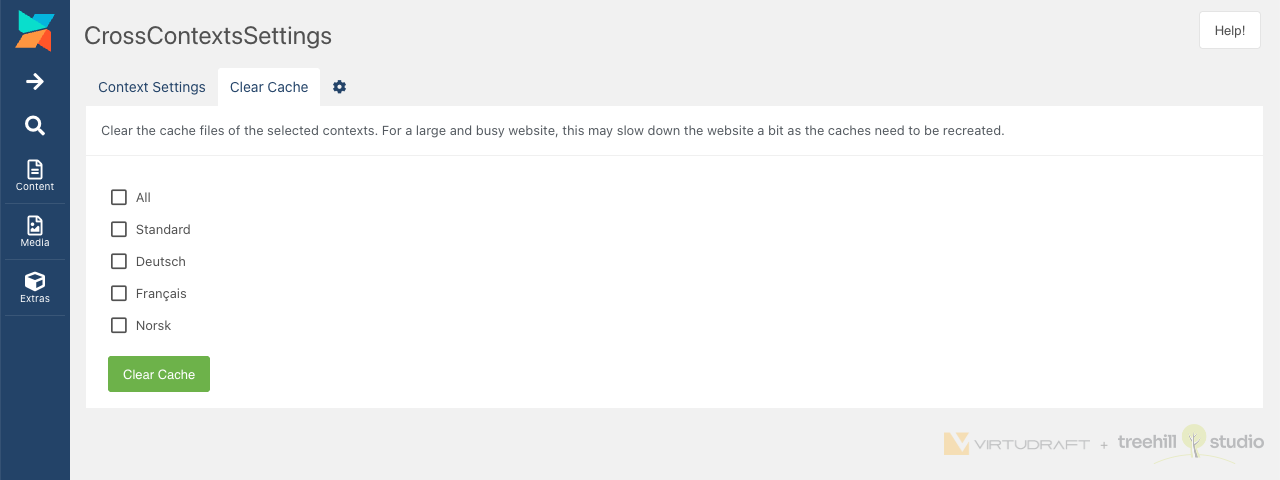 CrossContextsSettings
Help!
Context Settings
Clear Cache
Clear the cache files of the selected contexts. For a large and busy website, this may slow down the website a bit as the caches need to be recreated.
Content
Media
Extras
All
Standard
Deutsch
Français
Norsk
Clear Cache
VIRTUDRAFT + treehill studio